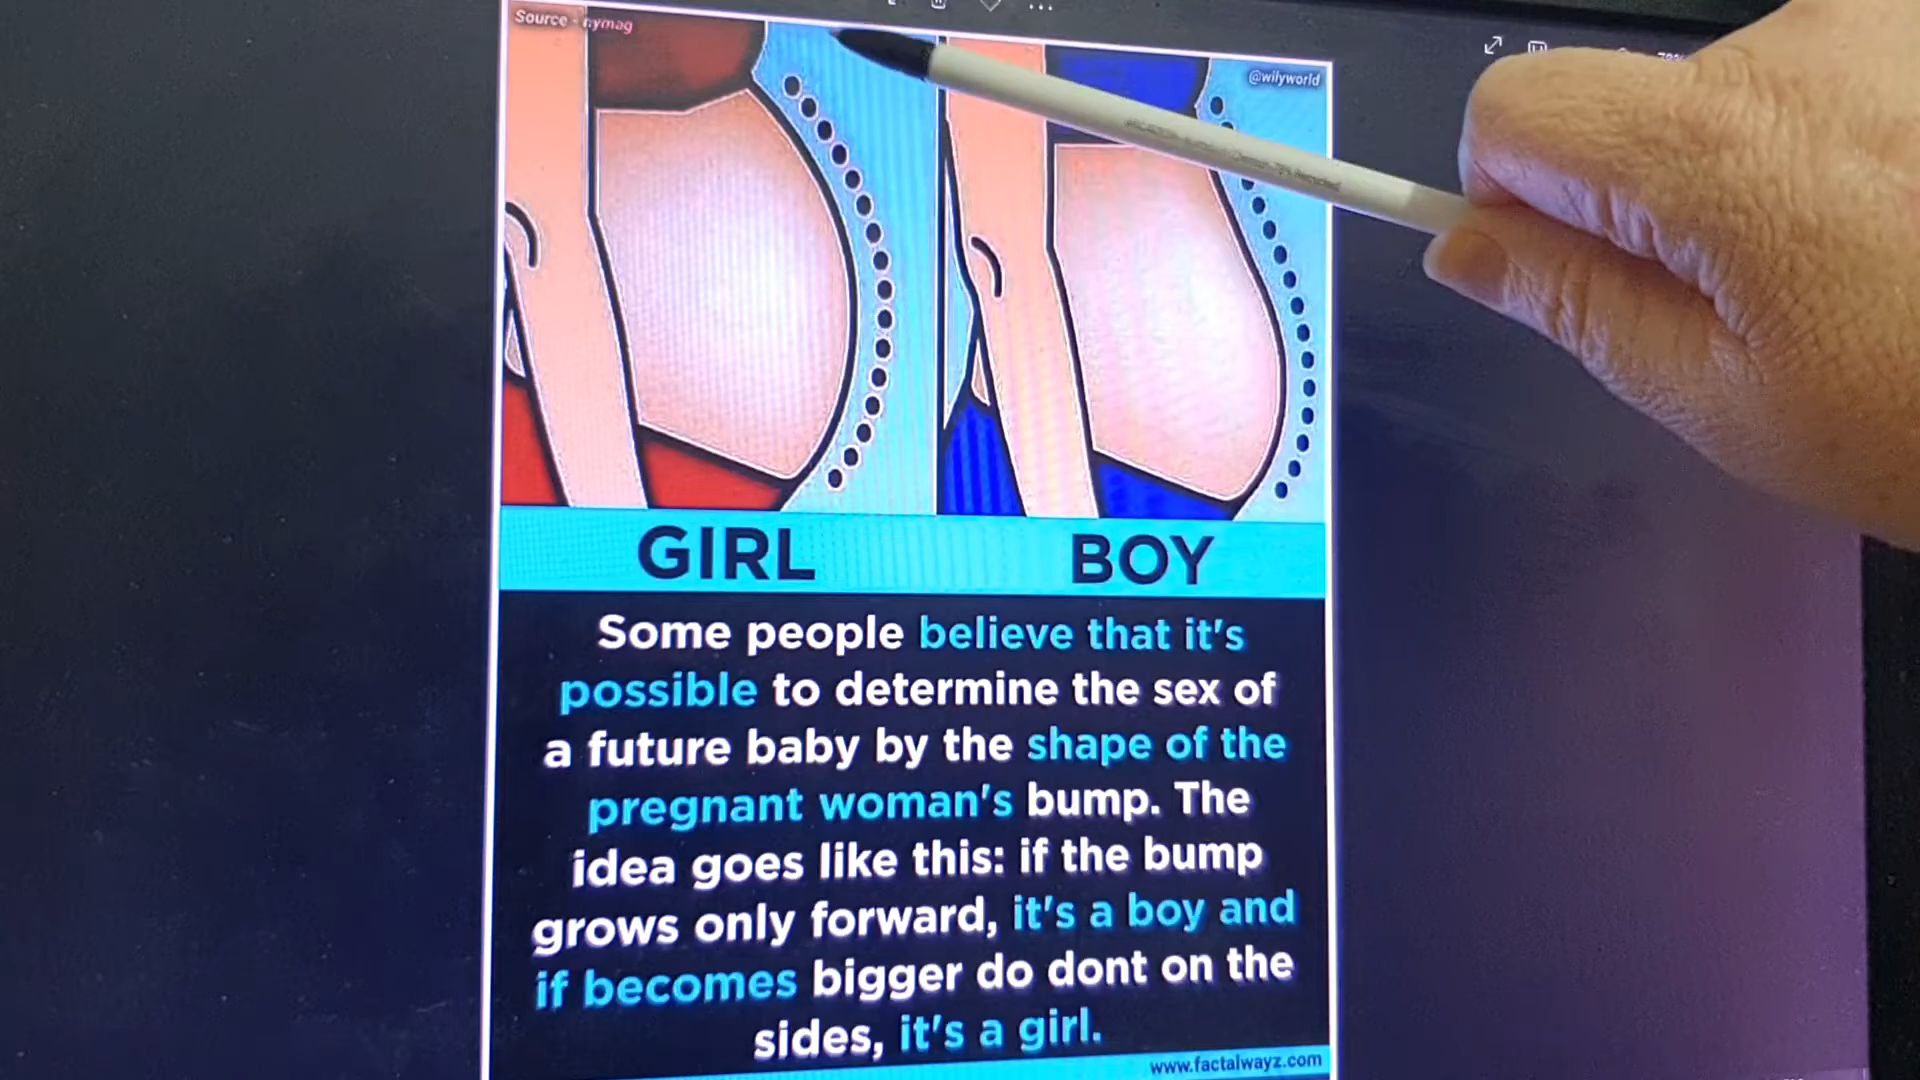 Source - nymag
@wilyworld
GIRL
BOY
Some people believe that it's
possible to determine the sex of
a future baby by the shape of the
pregnant woman's bump. The
idea goes like this: if the bump
grows only forward, it's a boy and
if becomes bigger do dont on the
sides, it's a girl.
www.factalwayz.com